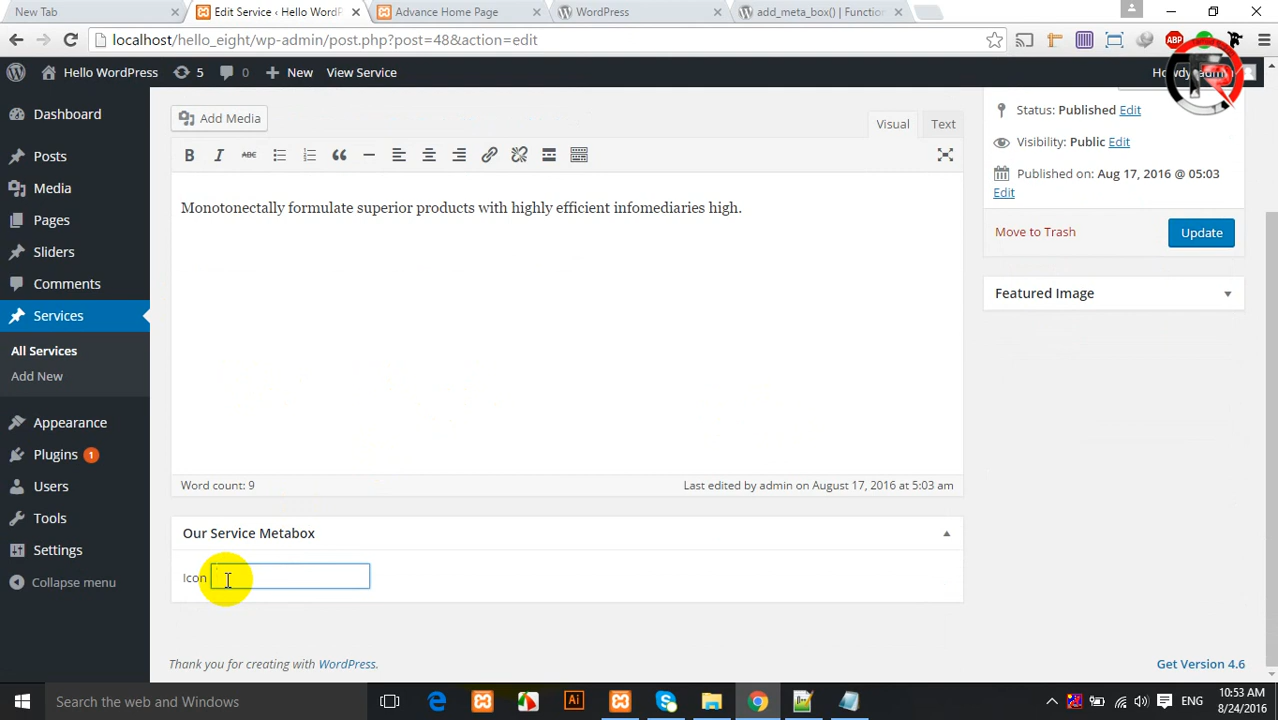 New Tab
Edit Service ‹ Hello WordP
Advance Home Page
WordPress
add_meta_box() | Function
localhost/hello_eight/wp-admin/post.php?post=48&action=edit
ABP
Hello WordPress
5
0
New
View Service
Howdy, admin
Dashboard
Posts
Media
Pages
Sliders
Comments
Services
All Services
Add New
Appearance
Plugins 1
Users
Tools
Settings
Collapse menu
Add Media
Visual
Text
B I ABC
Monotonectally formulate superior products with highly efficient infomediaries high.
Word count: 9
Last edited by admin on August 17, 2016 at 5:03 am
Our Service Metabox
Icon
Thank you for creating with WordPress.
Get Version 4.6
Status: Published Edit
Visibility: Public Edit
Published on: Aug 17, 2016 @ 05:03
Edit
Move to Trash
Update
Featured Image
Search the web and Windows
Ai
ENG
10:53 AM
8/24/2016